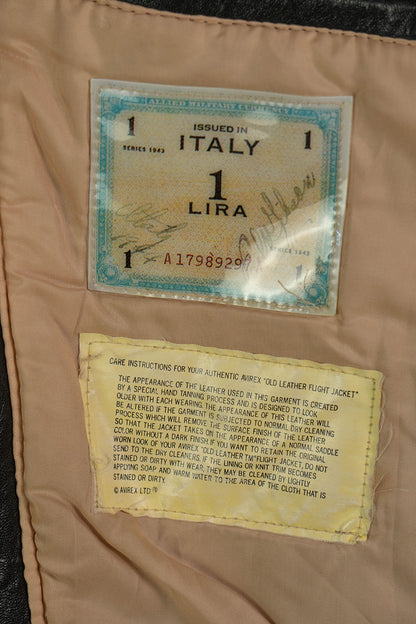 ALLIED MILITARY CURRENCY
1 ISSUED IN 1
SERIES 1943 ITALY
1
LIRA
A 1798929
1 SERIES 1943 1
CARE INSTRUCTIONS FOR YOUR AUTHENTIC AVIREX "OLD LEATHER FLIGHT JACKET"
THE APPEARANCE OF THE LEATHER USED IN THIS GARMENT IS CREATED
BY A SPECIAL HAND TANNING PROCESS AND IS DESIGNED TO LOOK
OLDER WITH EACH WEARING. THE APPEARANCE OF THIS LEATHER WILL
BE ALTERED IF THE GARMENT IS SUBJECTED TO NORMAL DRY CLEANING
PROCESS WHICH WILL REMOVE THE SURFACE FINISH OF THE LEATHER
SO THAT THE JACKET TAKES ON THE APPEARANCE OF A NORMAL SADDLE
COLOR WITHOUT A DARK FINISH. IF YOU WANT TO RETAIN THE ORIGINAL
WORN LOOK OF YOUR AVIREX "OLD LEATHER TM."FLIGHT JACKET, DO NOT
SEND TO THE DRY CLEANERS. IF THE LINING OR KNIT TRIM BECOMES
STAINED OR DIRTY WITH WEAR, THEY MAY BE CLEANED BY LIGHTLY
APPLYING SOAP AND WARM WATER TO THE AREA OF THE CLOTH THAT IS
STAINED OR DIRTY.
© AVIREX LTD.